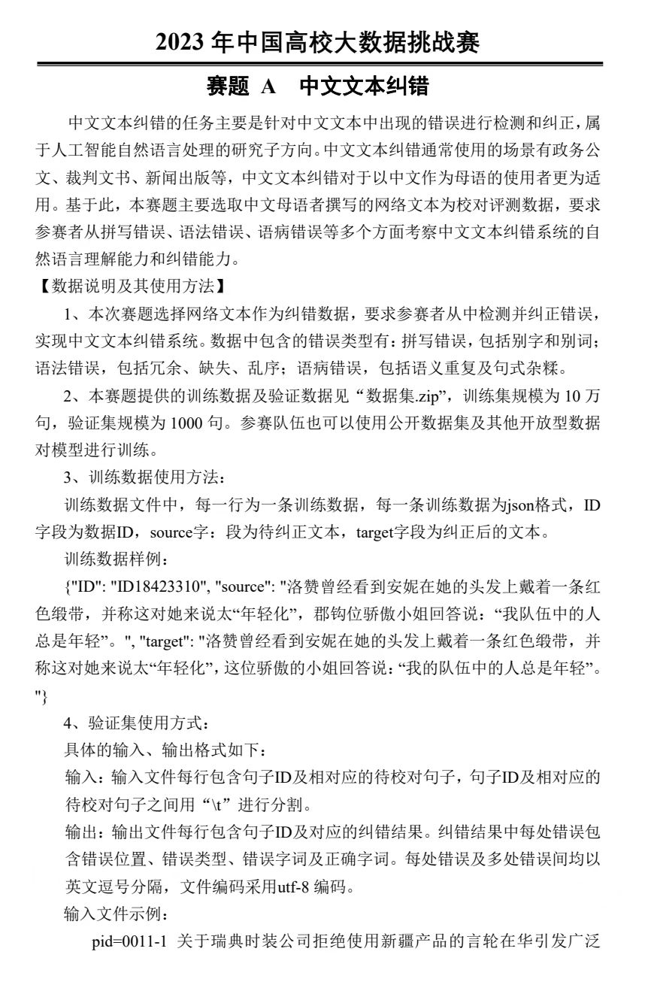 2023 年中国高校大数据挑战赛
赛题 A 中文文本纠错
中文文本纠错的任务主要是针对中文文本中出现的错误进行检测和纠正，属
于人工智能自然语言处理的研究子方向。中文文本纠错通常使用的场景有政务公
文、裁判文书、新闻出版等，中文文本纠错对于以中文作为母语的使用者更为适
用。基于此，本赛题主要选取中文母语者撰写的网络文本为校对评测数据，要求
参赛者从拼写错误、语法错误、语病错误等多个方面考察中文文本纠错系统的自
然语言理解能力和纠错能力。
【数据说明及其使用方法】
1、本次赛题选择网络文本作为纠错数据，要求参赛者从中检测并纠正错误，
实现中文文本纠错系统。数据中包含的错误类型有：拼写错误，包括别字和别词；
语法错误，包括冗余、缺失、乱序；语病错误，包括语义重复及句式杂糅。
2、本赛题提供的训练数据及验证数据见“数据集.zip”，训练集规模为 10 万
句，验证集规模为 1000 句。参赛队伍也可以使用公开数据集及其他开放型数据
对模型进行训练。
3、训练数据使用方法：
训练数据文件中，每一行为一条训练数据，每一条训练数据为json格式，ID
字段为数据ID，source字：段为待纠正文本，target字段为纠正后的文本。
训练数据样例：
{"ID": "ID18423310", "source": "洛赞曾经看到安妮在她的头发上戴着一条红
色缎带，并称这对她来说太“年轻化”，郡钩位骄傲小姐回答说：“我队伍中的人
总是年轻”。", "target": "洛赞曾经看到安妮在她的头发上戴着一条红色缎带，并
称这对她来说太“年轻化”，这位骄傲的小姐回答说：“我的队伍中的人总是年轻”。
"}
4、验证集使用方式：
具体的输入、输出格式如下：
输入：输入文件每行包含句子ID及相对应的待校对句子，句子ID及相对应的
待校对句子之间用“\t”进行分割。
输出：输出文件每行包含句子ID及对应的纠错结果。纠错结果中每处错误包
含错误位置、错误类型、错误字词及正确字词。每处错误及多处错误间均以
英文逗号分隔，文件编码采用utf-8 编码。
输入文件示例：
pid=0011-1 关于瑞典时装公司拒绝使用新疆产品的言轮在华引发广泛